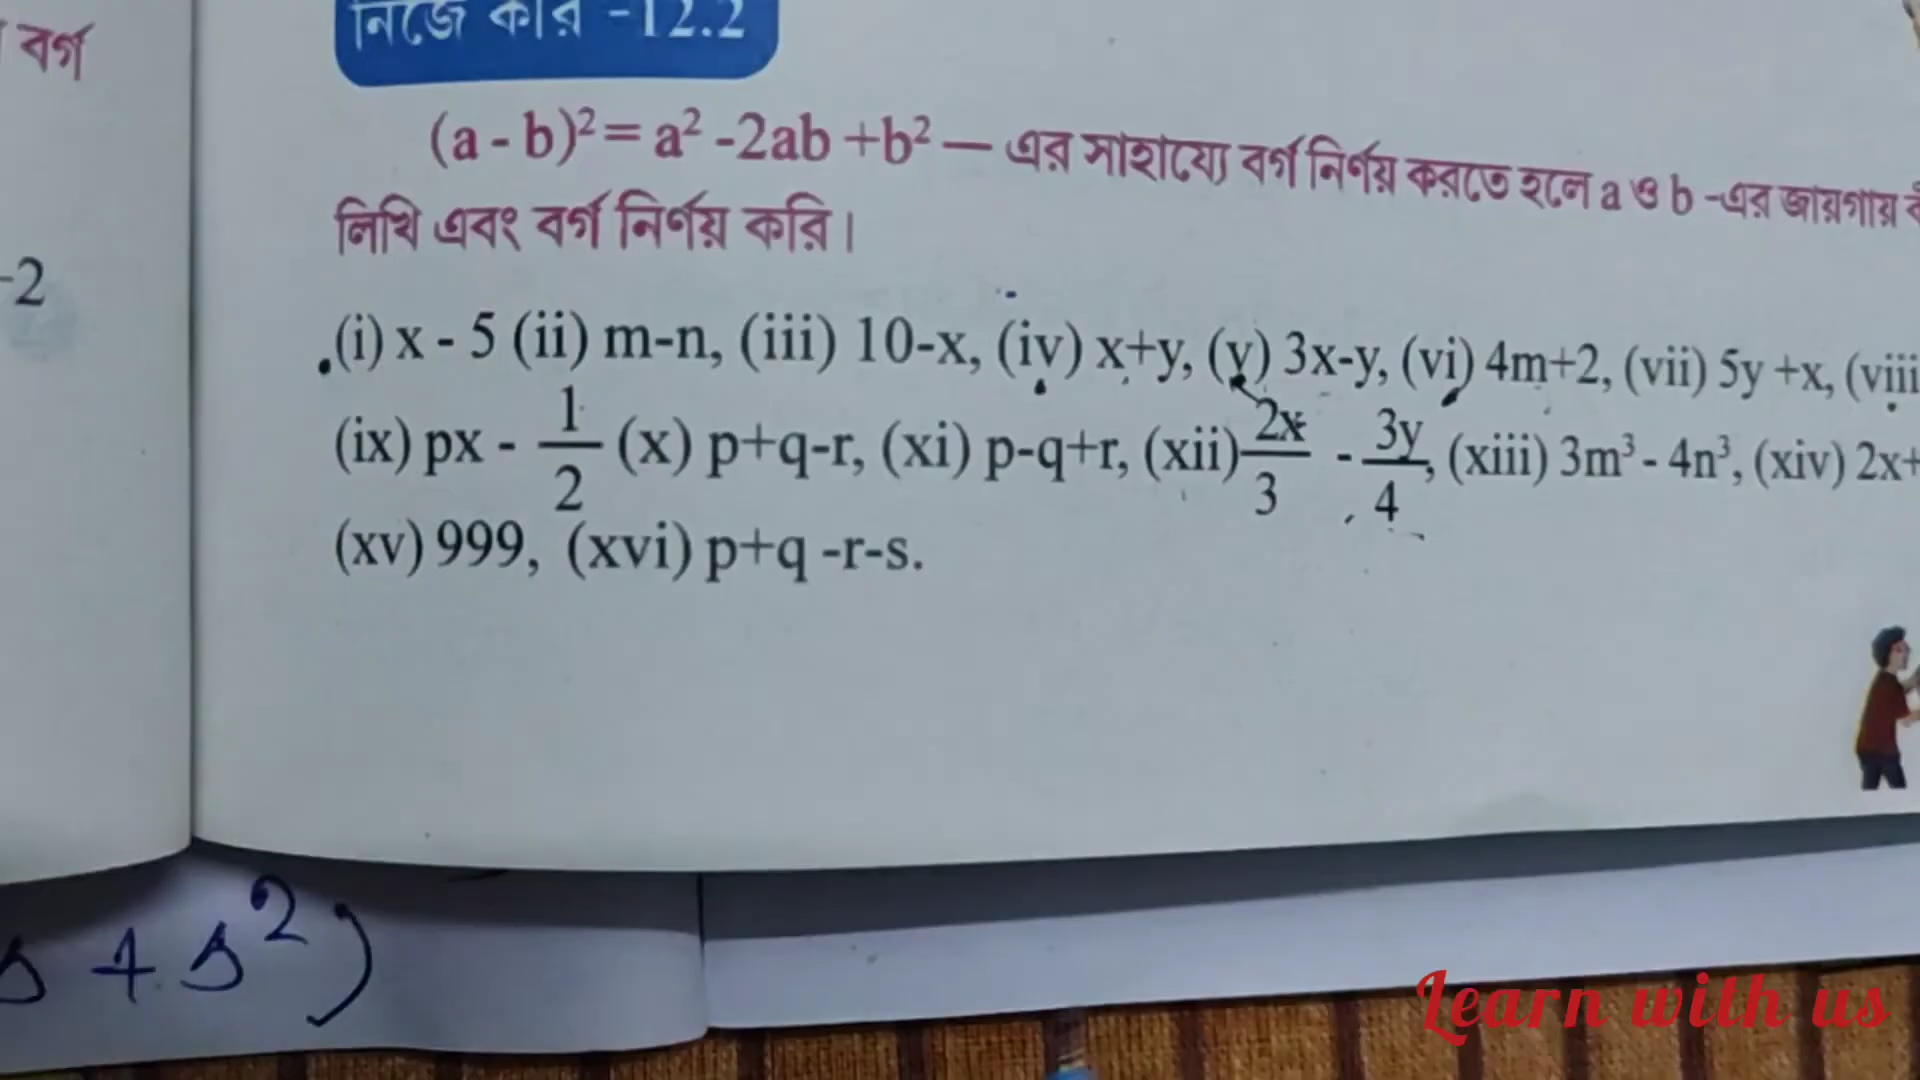 বর্গ
নিজে করি -12.2
(a - b)² = a² -2ab +b² — এর সাহায্যে বর্গ নির্ণয় করতে হলে a ও b -এর জায়গায়
লিখি এবং বর্গ নির্ণয় করি।
-2
(i) x - 5 (ii) m-n, (iii) 10-x, (iv) x+y, (v) 3x-y, (vi) 4m+2, (vii) 5y +x, (viii
(ix) px - 1/2 (x) p+q-r, (xi) p-q+r, (xii) 2x/3 - 3y/4, (xiii) 3m³- 4n³, (xiv) 2x+
(xv) 999, (xvi) p+q -r-s.
s + s²)
Learn with us